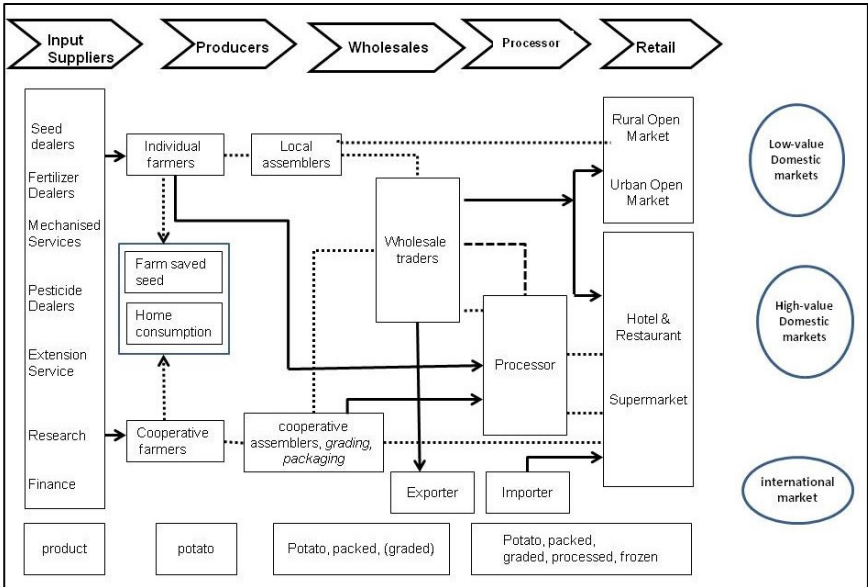 Input
Suppliers
Producers
Wholesales
Processor
Retail
Seed
dealers
Fertilizer
Dealers
Mechanised
Services
Pesticide
Dealers
Extension
Service
Research
Finance
Individual
farmers
Local
assemblers
Farm saved
seed
Home
consumption
Cooperative
farmers
cooperative
assemblers, grading,
packaging
Wholesale
traders
Processor
Exporter
Importer
Rural Open
Market
Urban Open
Market
Hotel &
Restaurant
Supermarket
Low-value
Domestic
markets
High-value
Domestic
markets
international
market
product
potato
Potato, packed, (graded)
Potato, packed,
graded, processed, frozen